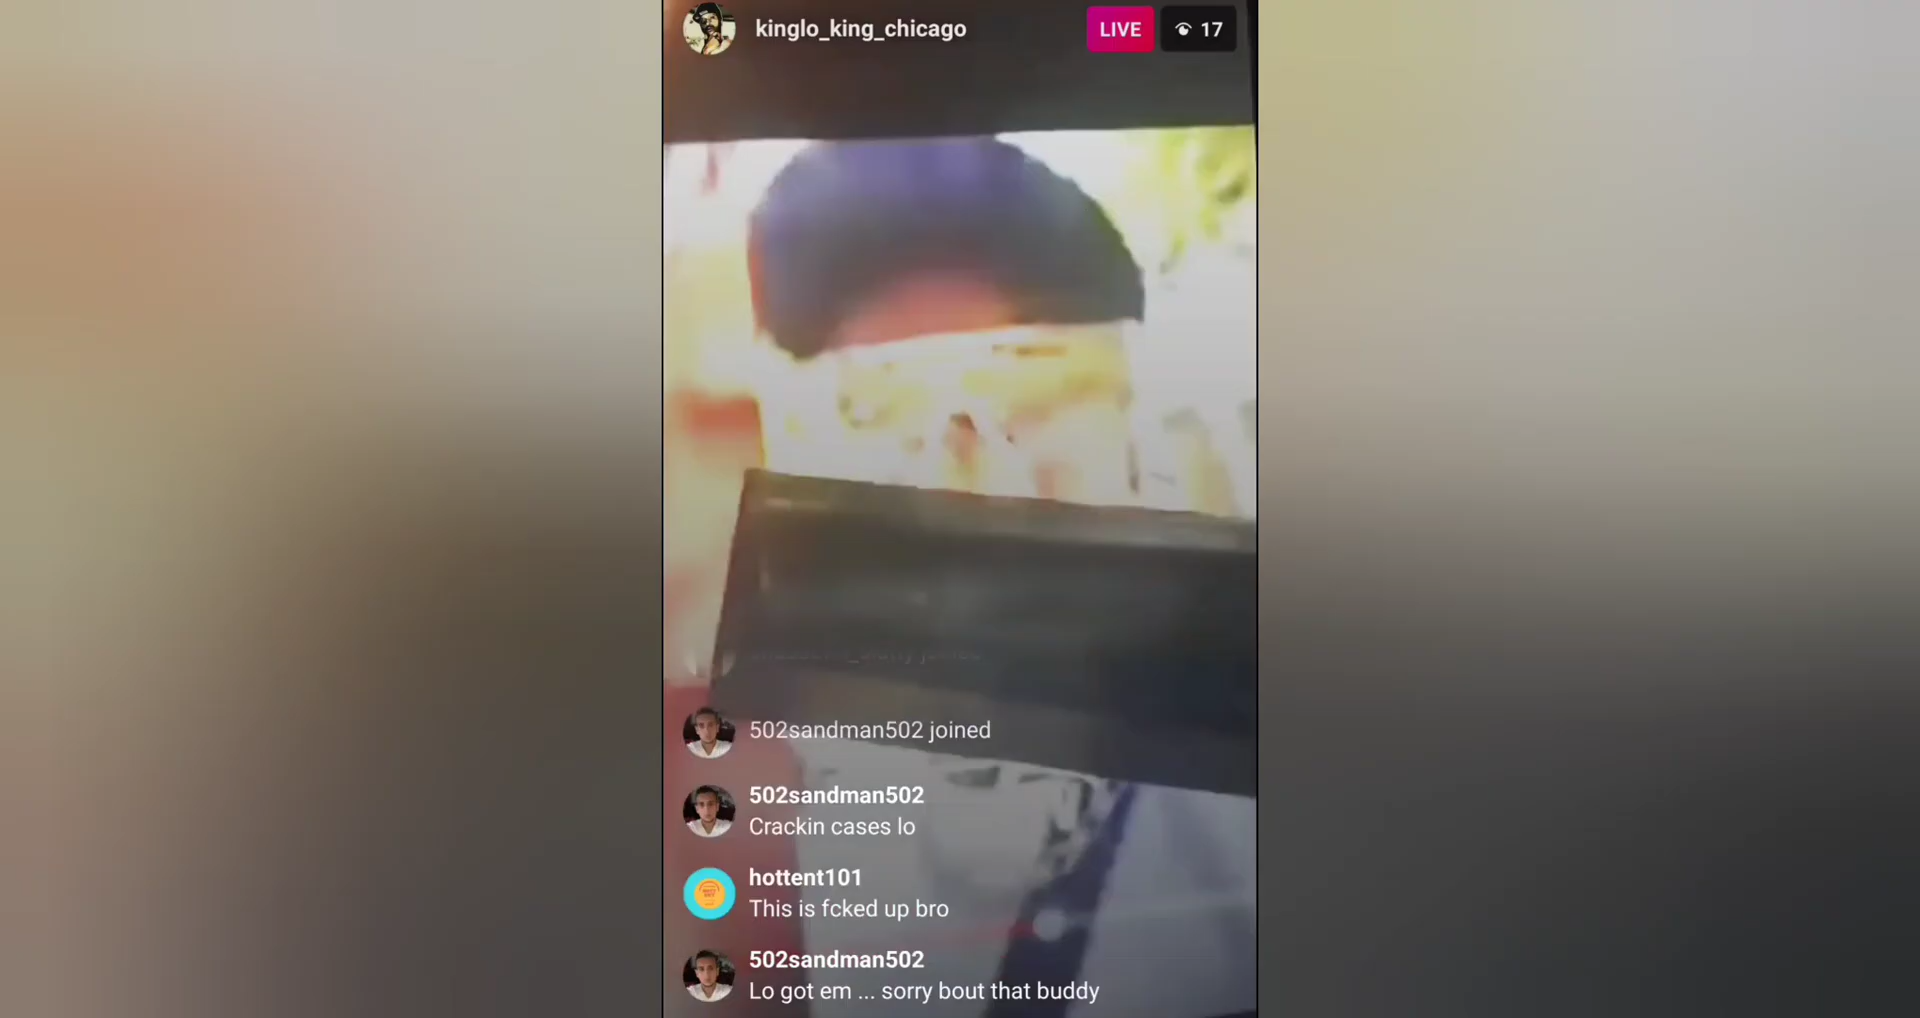 kinglo_king_chicago
LIVE
17
502sandman502 joined
502sandman502
Crackin cases lo
hottent101
This is fcked up bro
502sandman502
Lo got em ... sorry bout that buddy